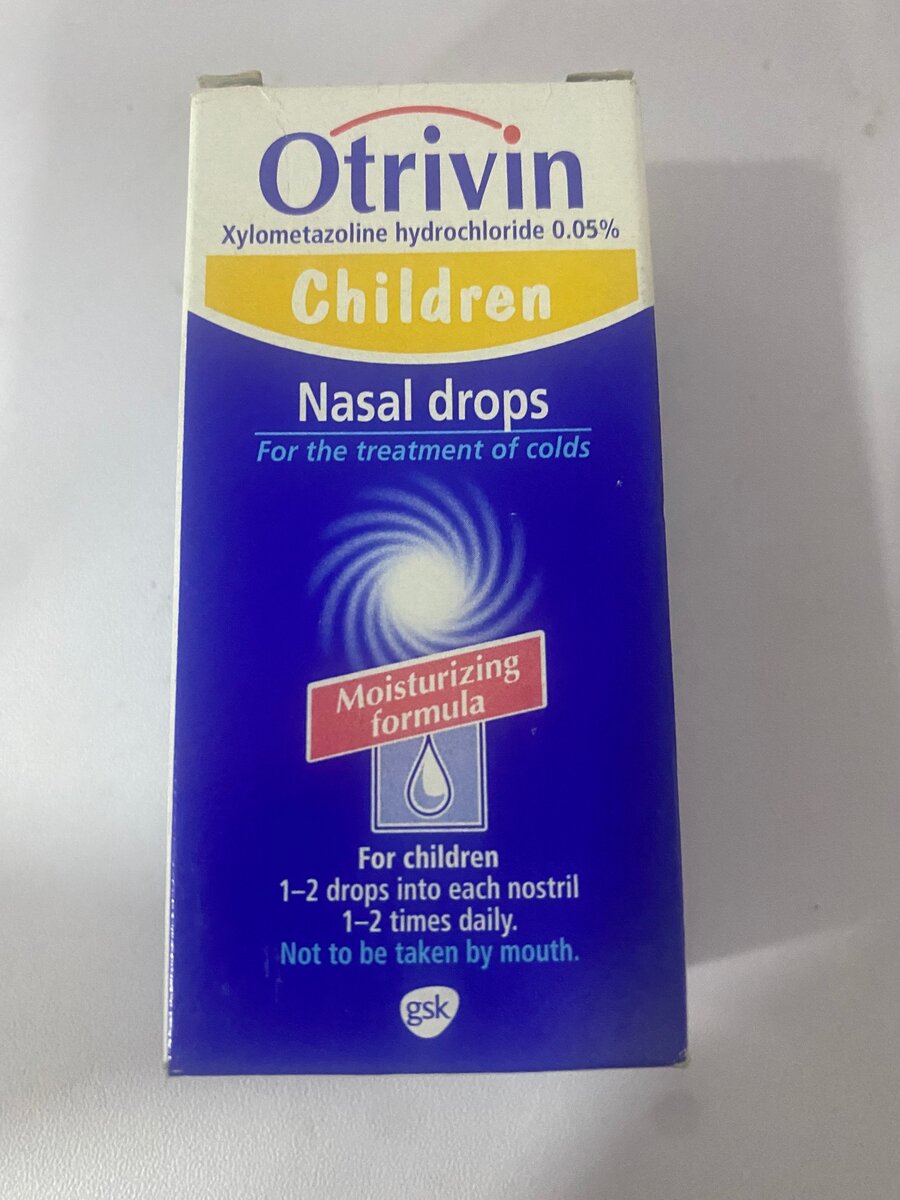 Otrivin
Xylometazoline hydrochloride 0.05%
Children
Nasal drops
For the treatment of colds
Moisturizing
formula
For children
1–2 drops into each nostril
1–2 times daily.
Not to be taken by mouth.
gsk